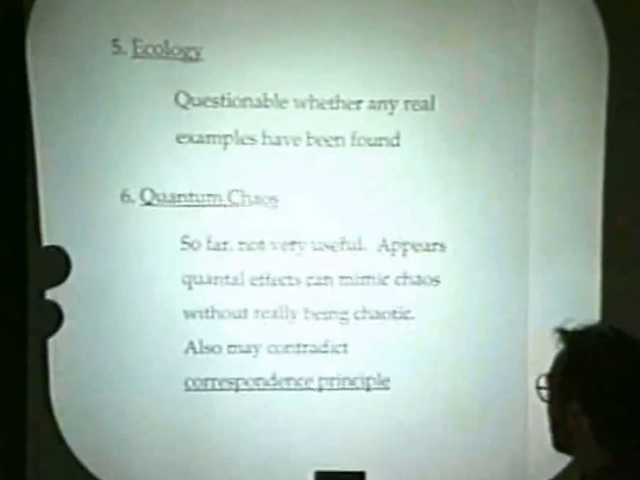 5. Ecology
Questionable whether any real
examples have been found
6. Quantum Chaos
So far, not very useful. Appears
quantal effects can mimic chaos
without really being chaotic.
Also may contradict
correspondence principle